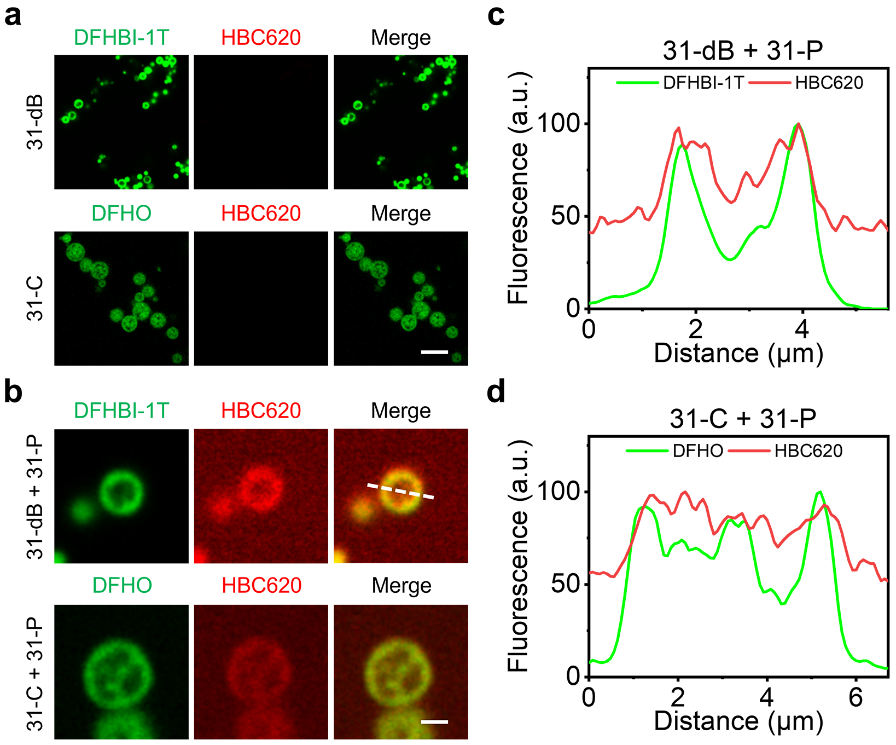 a
DFHBI-1T HBC620 Merge
31-dB
DFHO HBC620 Merge
31-C
b
DFHBI-1T HBC620 Merge
31-dB + 31-P
DFHO HBC620 Merge
31-C + 31-P
c
31-dB + 31-P
DFHBI-1T HBC620
Fluorescence (a.u.)
100
50
0
0 2 4
Distance (µm)
d
31-C + 31-P
DFHO HBC620
Fluorescence (a.u.)
100
50
0
0 2 4 6
Distance (µm)